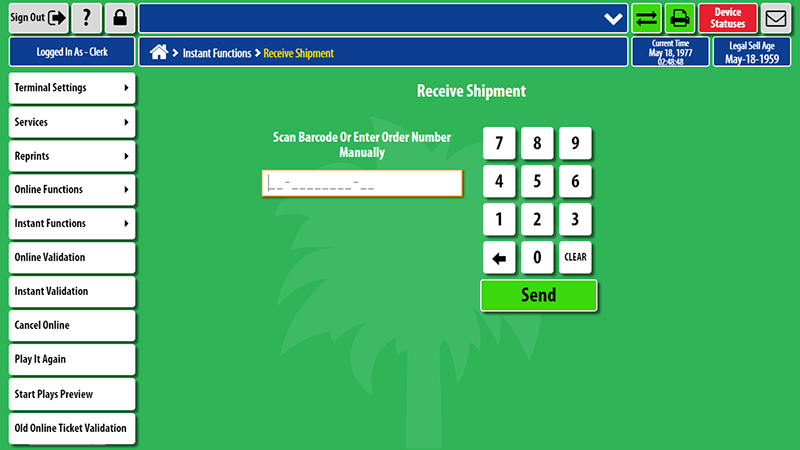 Sign Out
?
Device
Statuses
Logged In As - Clerk
Instant Functions
Receive Shipment
Current Time
May 18, 1977
02:48:48
Legal Sell Age
May-18-1959
Terminal Settings
Services
Reprints
Online Functions
Instant Functions
Online Validation
Instant Validation
Cancel Online
Play It Again
Start Plays Preview
Old Online Ticket Validation
Receive Shipment
Scan Barcode Or Enter Order Number
Manually
__-________-__
7 8 9
4 5 6
1 2 3
0 CLEAR
Send